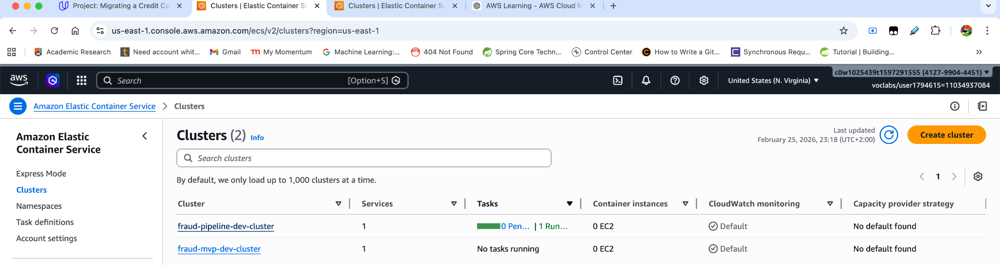 Project: Migrating a Credit Ca
Clusters | Elastic Container Se
Clusters | Elastic Container Se
AWS Learning - AWS Cloud M
us-east-1.console.aws.amazon.com/ecs/v2/clusters?region=us-east-1
Academic Research
Need account whit...
Gmail
My Momentum
Machine Learning:...
404 Not Found
Spring Core Techn...
Control Center
How to Write a Git...
Synchronous Requ...
Tutorial | Building...
aws
Search
[Option+S]
United States (N. Virginia)
c0w1025439t1597291555 (4127-9904-4451)
voclabs/user1794615=11034937084
Amazon Elastic Container Service
Clusters
Amazon Elastic
Container Service
Express Mode
Clusters
Namespaces
Task definitions
Account settings
Clusters (2) Info
Last updated
February 25, 2026, 23:18 (UTC+2:00)
Create cluster
Search clusters
By default, we only load up to 1,000 clusters at a time.
1
Cluster Services Tasks Container instances CloudWatch monitoring Capacity provider strategy
fraud-pipeline-dev-cluster 1 0 Pen... | 1 Run... 0 EC2 Default No default found
fraud-mvp-dev-cluster 1 No tasks running 0 EC2 Default No default found